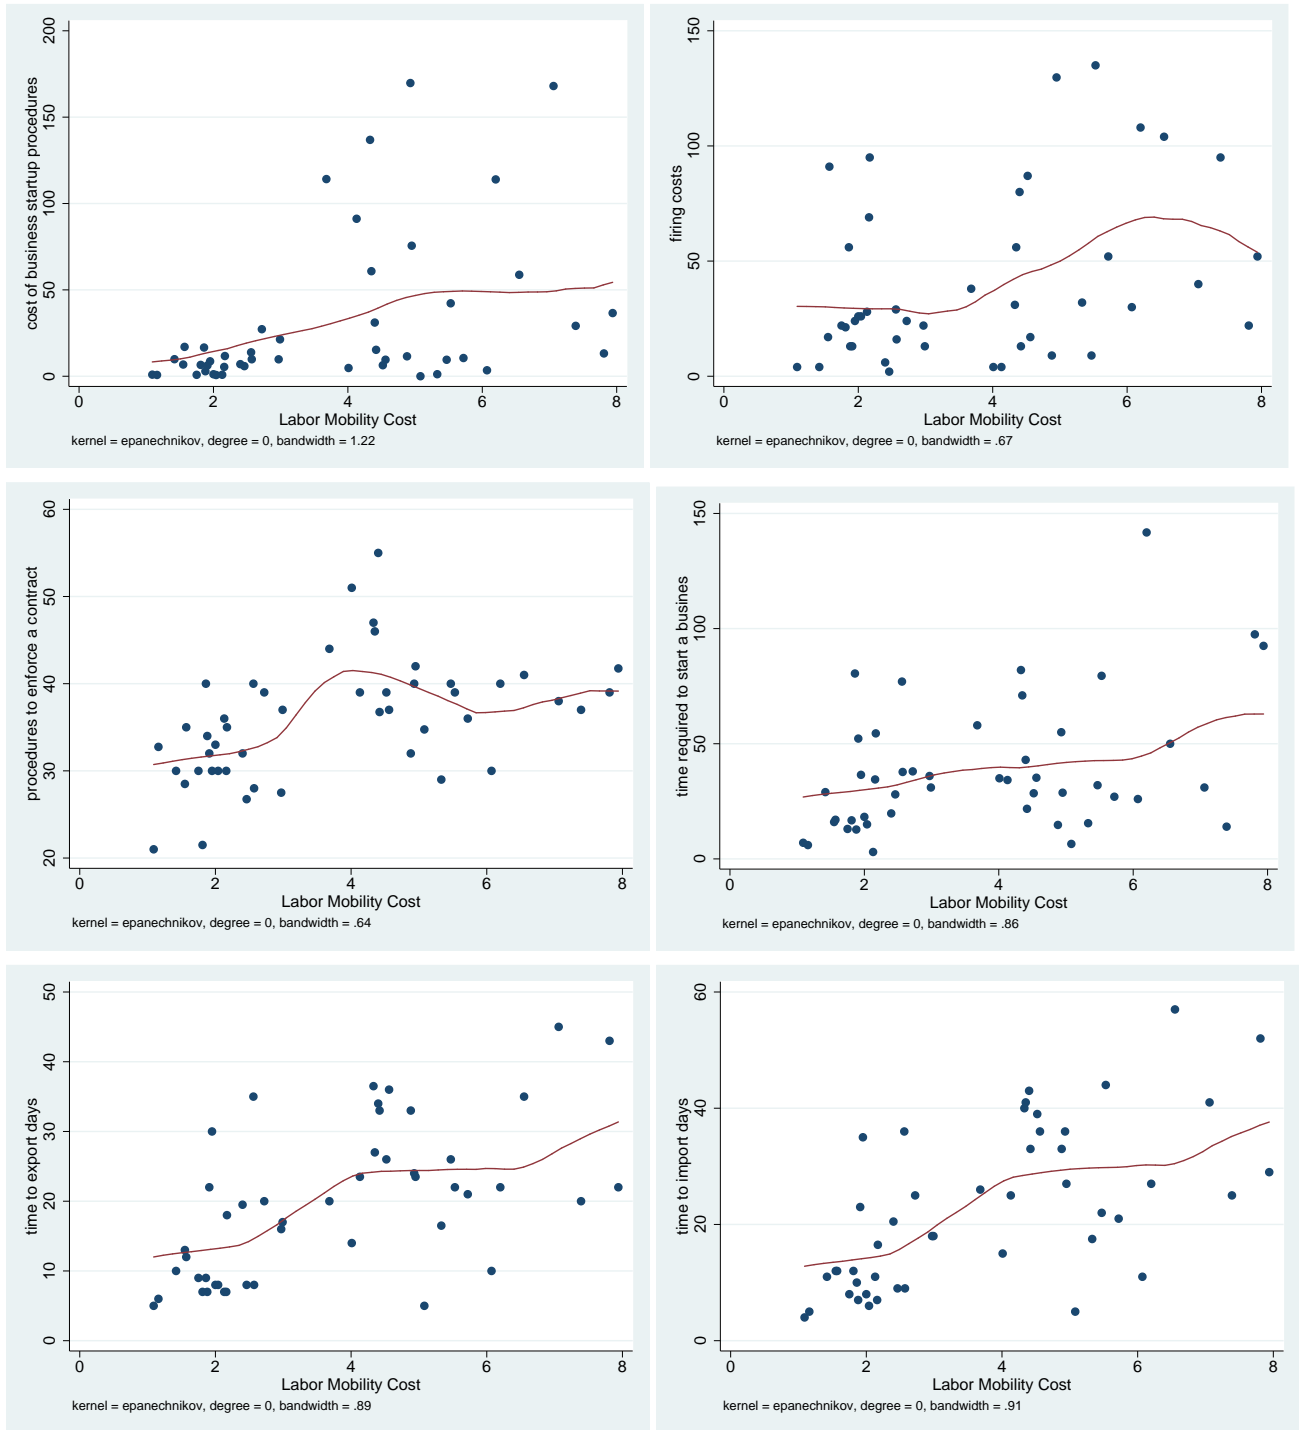 cost of business startup procedures
200
150
100
50
0
0 2 4 6 8
Labor Mobility Cost
kernel = epanechnikov, degree = 0, bandwidth = 1.22
firing costs
150
100
50
0
0 2 4 6 8
Labor Mobility Cost
kernel = epanechnikov, degree = 0, bandwidth = .67
procedures to enforce a contract
60
50
40
30
20
0 2 4 6 8
Labor Mobility Cost
kernel = epanechnikov, degree = 0, bandwidth = .64
time required to start a busines
150
100
50
0
0 2 4 6 8
Labor Mobility Cost
kernel = epanechnikov, degree = 0, bandwidth = .86
time to export days
50
40
30
20
10
0
0 2 4 6 8
Labor Mobility Cost
kernel = epanechnikov, degree = 0, bandwidth = .89
time to import days
60
40
20
0
0 2 4 6 8
Labor Mobility Cost
kernel = epanechnikov, degree = 0, bandwidth = .91